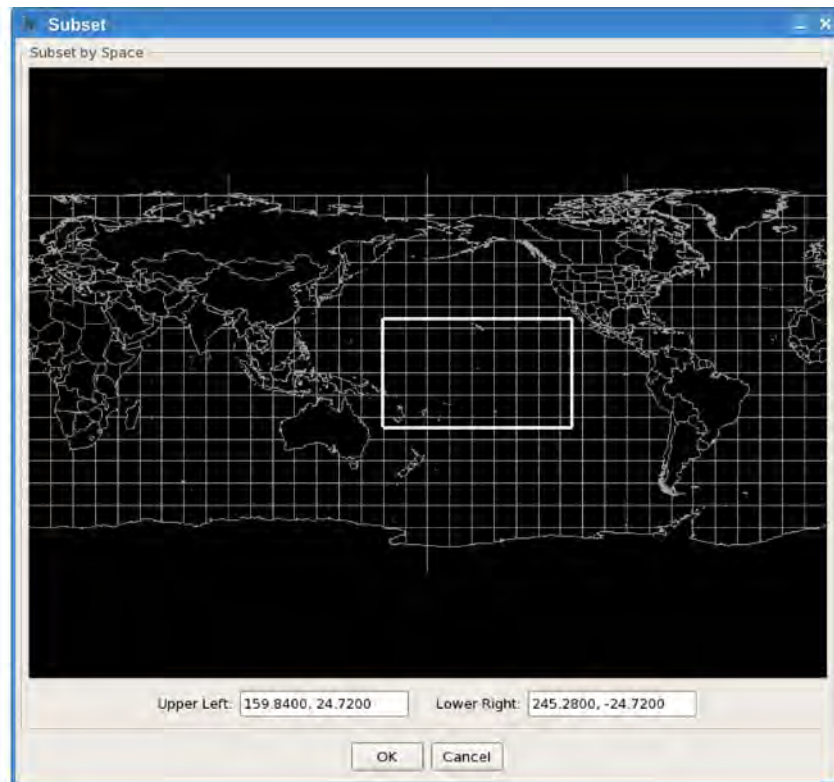 Subset
Subset by Space
Upper Left: 159.8400, 24.7200 Lower Right: 245.2800, -24.7200
OK Cancel